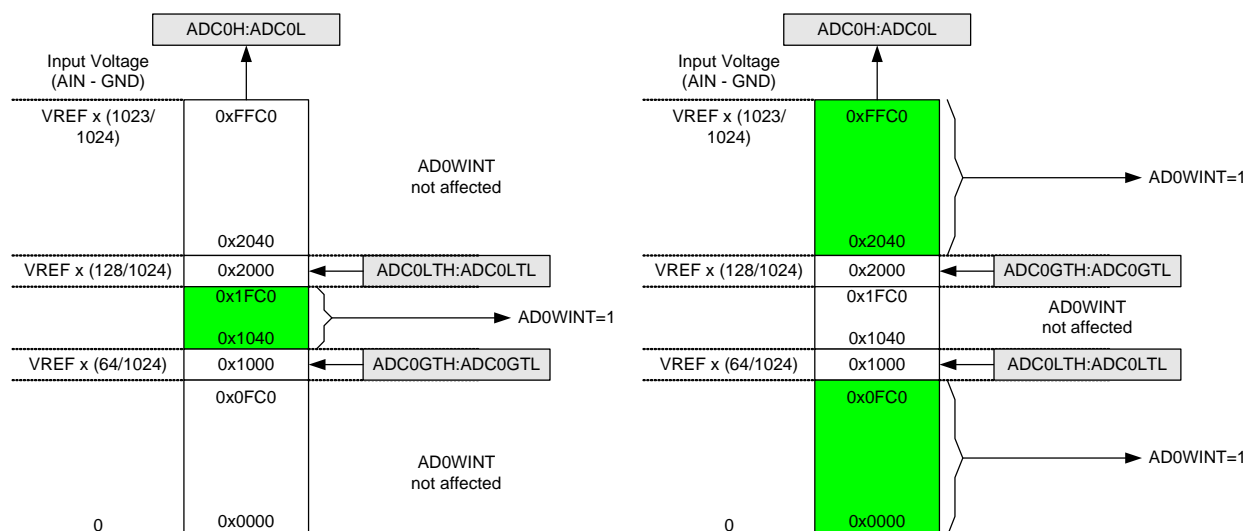 ADC0H:ADC0L
Input Voltage
(AIN - GND)
VREF x (1023/
1024)
0xFFC0
AD0WINT
not affected
0x2040
VREF x (128/1024)
0x2000
ADC0LTH:ADC0LTL
0x1FC0
AD0WINT=1
0x1040
VREF x (64/1024)
0x1000
ADC0GTH:ADC0GTL
0x0FC0
AD0WINT
not affected
0
0x0000
ADC0H:ADC0L
Input Voltage
(AIN - GND)
VREF x (1023/
1024)
0xFFC0
AD0WINT=1
0x2040
VREF x (128/1024)
0x2000
ADC0GTH:ADC0GTL
0x1FC0
AD0WINT
not affected
0x1040
VREF x (64/1024)
0x1000
ADC0LTH:ADC0LTL
0x0FC0
AD0WINT=1
0
0x0000